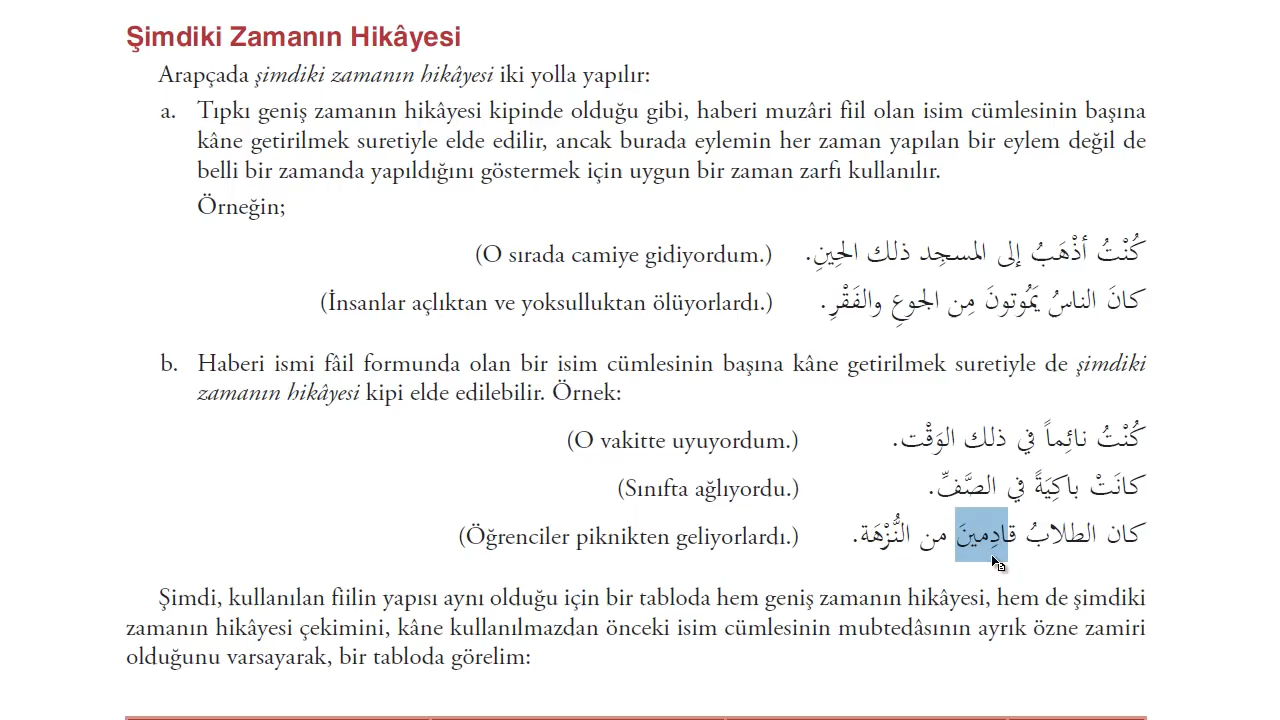 Şimdiki Zamanın Hikâyesi
Arapçada şimdiki zamanın hikâyesi iki yolla yapılır:
a. Tıpkı geniş zamanın hikâyesi kipinde olduğu gibi, haberi muzâri fiil olan isim cümlesinin başına
kâne getirilmek suretiyle elde edilir, ancak burada eylemin her zaman yapılan bir eylem değil de
belli bir zamanda yapıldığını göstermek için uygun bir zaman zarfı kullanılır.
Örneğin;
(O sırada camiye gidiyordum.) كُنْتُ أذْهَبُ إلى المسجِد ذلك الحِينِ.
(İnsanlar açlıktan ve yoksulluktan ölüyorlardı.) كانَ الناسُ يَمُوتونَ مِن الجوعِ والفَقْرِ.
b. Haberi ismi fâil formunda olan bir isim cümlesinin başına kâne getirilmek suretiyle de şimdiki
zamanın hikâyesi kipi elde edilebilir. Örnek:
(O vakitte uyuyordum.) كُنْتُ نائِماً في ذلك الوَقْت.
(Sınıfta ağlıyordu.) كانَتْ باكِيَةً في الصَّفِّ.
(Öğrenciler piknikten geliyorlardı.) كان الطلابُ قادِمينَ من النُّزْهَة.
Şimdi, kullanılan fiilin yapısı aynı olduğu için bir tabloda hem geniş zamanın hikâyesi, hem de şimdiki
zamanın hikâyesi çekimini, kâne kullanılmazdan önceki isim cümlesinin mubtedâsının ayrık özne zamiri
olduğunu varsayarak, bir tabloda görelim: